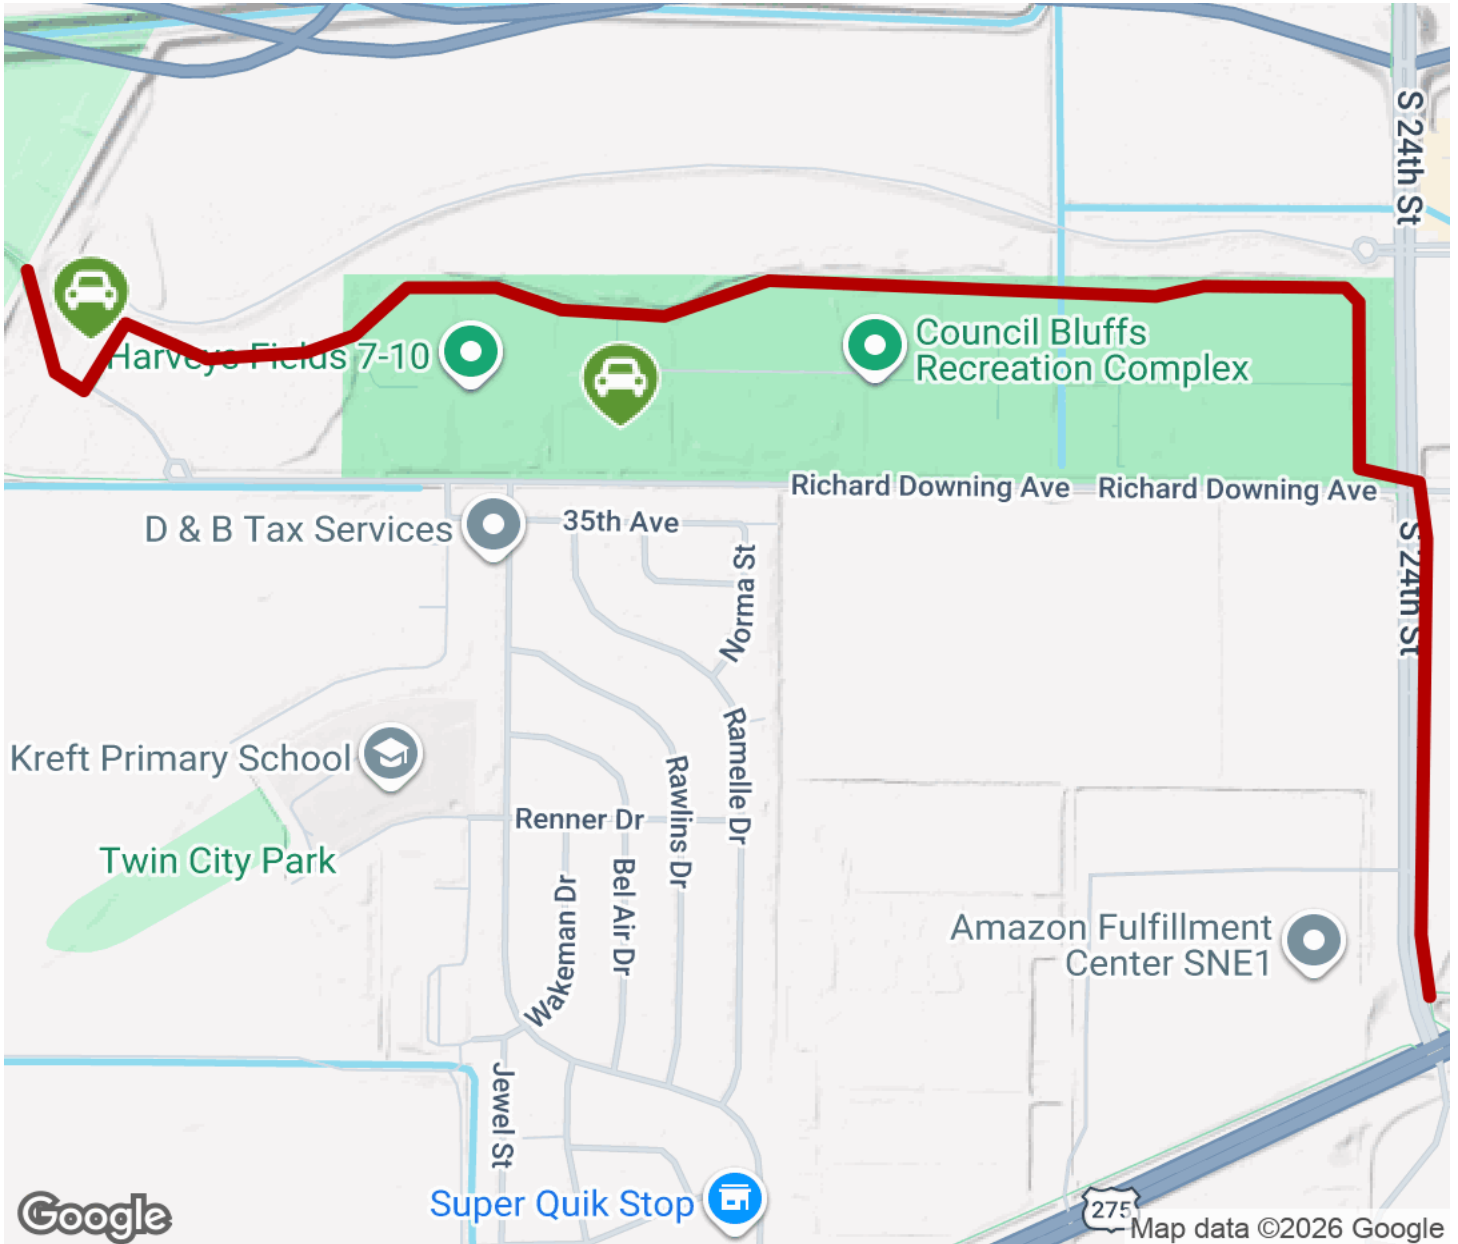 S 24th St
Harveys Fields 7-10
Council Bluffs
Recreation Complex
Richard Downing Ave
Richard Downing Ave
D & B Tax Services
35th Ave
Norma St
S 24th St
Kreft Primary School
Ramelle Dr
Rawlins Dr
Renner Dr
Twin City Park
Bel Air Dr
Wakeman Dr
Amazon Fulfillment
Center SNE1
Jewel St
Super Quik Stop
275
Google
Map data ©2026 Google